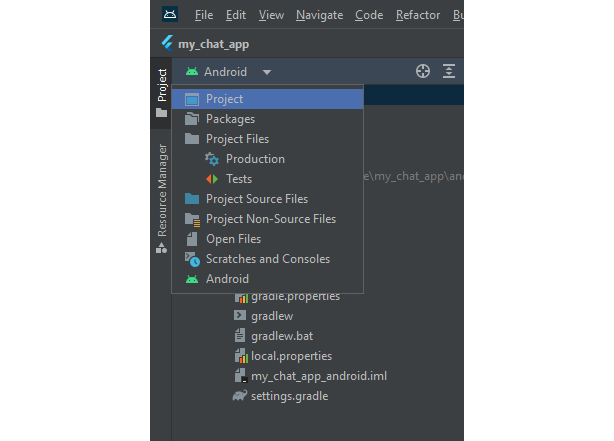 File Edit View Navigate Code Refactor
my_chat_app
Project
Android
Project
Packages
Project Files
Production
Tests
Project Source Files
Project Non-Source Files
Open Files
Scratches and Consoles
Android
Resource Manager
\my_chat_app\an
gradle.properties
gradlew
gradlew.bat
local.properties
my_chat_app_android.iml
settings.gradle